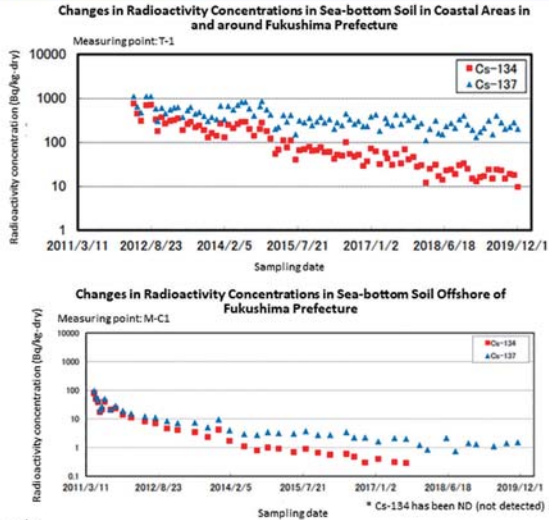 Changes in Radioactivity Concentrations in Sea-bottom Soil in Coastal Areas in
and around Fukushima Prefecture
Measuring point: T-1
Radioactivity concentration (Bq/kg-dry)
10000
1000
100
10
1
Cs-134
Cs-137
2011/3/11 2012/8/23 2014/2/5 2015/7/21 2017/1/2 2018/6/18 2019/12/1
Sampling date
Changes in Radioactivity Concentrations in Sea-bottom Soil Offshore of
Fukushima Prefecture
Measuring point: M-C1
Radioactivity concentration (Bq/kg-dry)
10000
1000
100
10
1
0.1
Cs-134
Cs-137
2011/3/11 2012/8/23 2014/2/5 2015/7/21 2017/1/2 2018/6/18 2019/12/1
* Cs-134 has been ND (not detected)
Sampling date